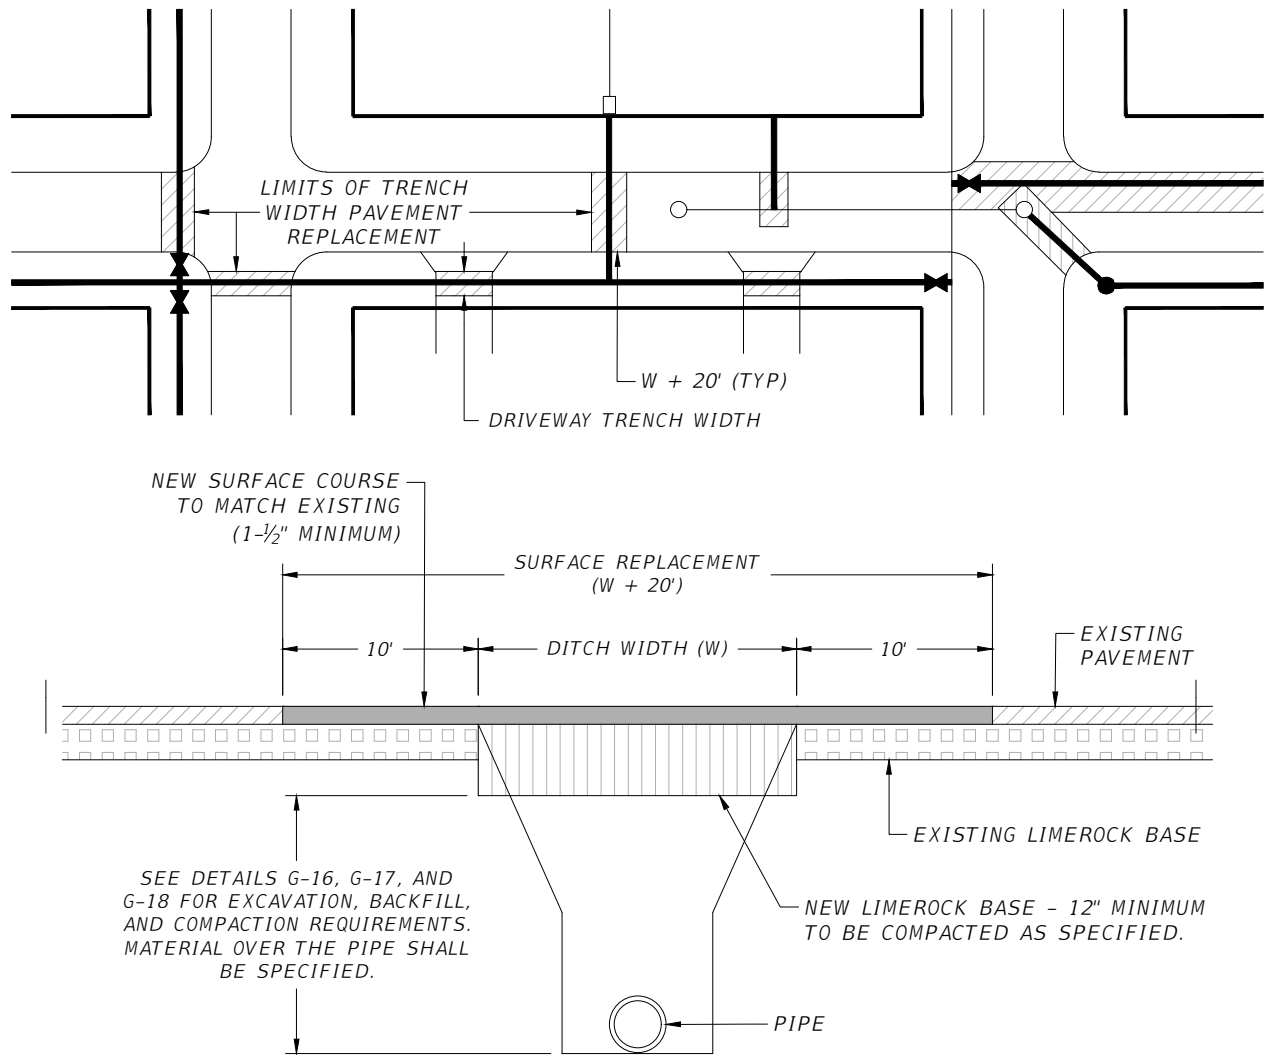 LIMITS OF TRENCH
WIDTH PAVEMENT
REPLACEMENT
W + 20' (TYP)
DRIVEWAY TRENCH WIDTH
NEW SURFACE COURSE
TO MATCH EXISTING
(1-½" MINIMUM)
SURFACE REPLACEMENT
(W + 20')
10'
DITCH WIDTH (W)
10'
EXISTING
PAVEMENT
EXISTING LIMEROCK BASE
SEE DETAILS G-16, G-17, AND
G-18 FOR EXCAVATION, BACKFILL,
AND COMPACTION REQUIREMENTS.
MATERIAL OVER THE PIPE SHALL
BE SPECIFIED.
NEW LIMEROCK BASE - 12" MINIMUM
TO BE COMPACTED AS SPECIFIED.
PIPE